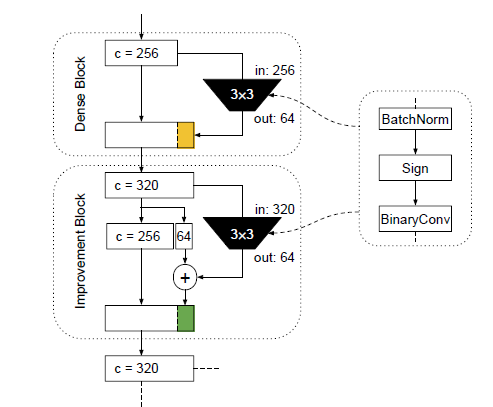 c = 256
Dense Block
in: 256
3×3
out: 64
BatchNorm
Sign
BinaryConv
c = 320
Improvement Block
in: 320
c = 256
64
3×3
+
out: 64
c = 320